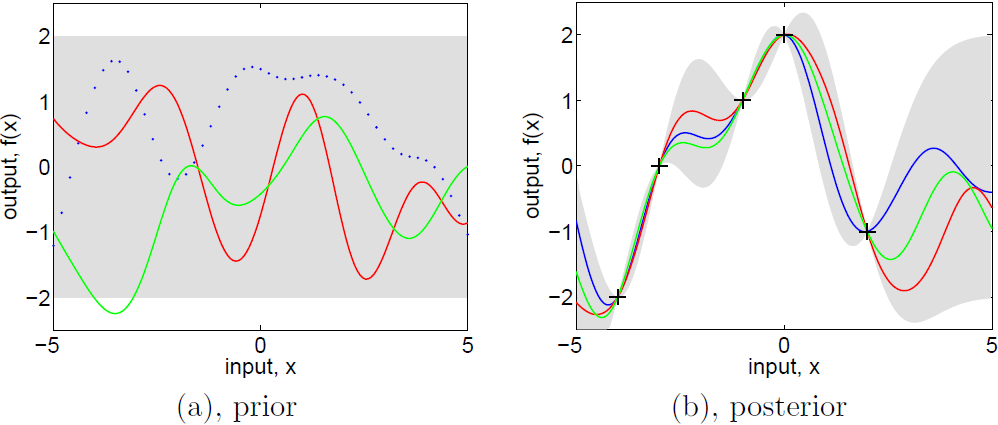 2
1
0
−1
−2
−5
0
5
output, f(x)
input, x
(a), prior
2
1
0
−1
−2
−5
0
5
output, f(x)
input, x
(b), posterior